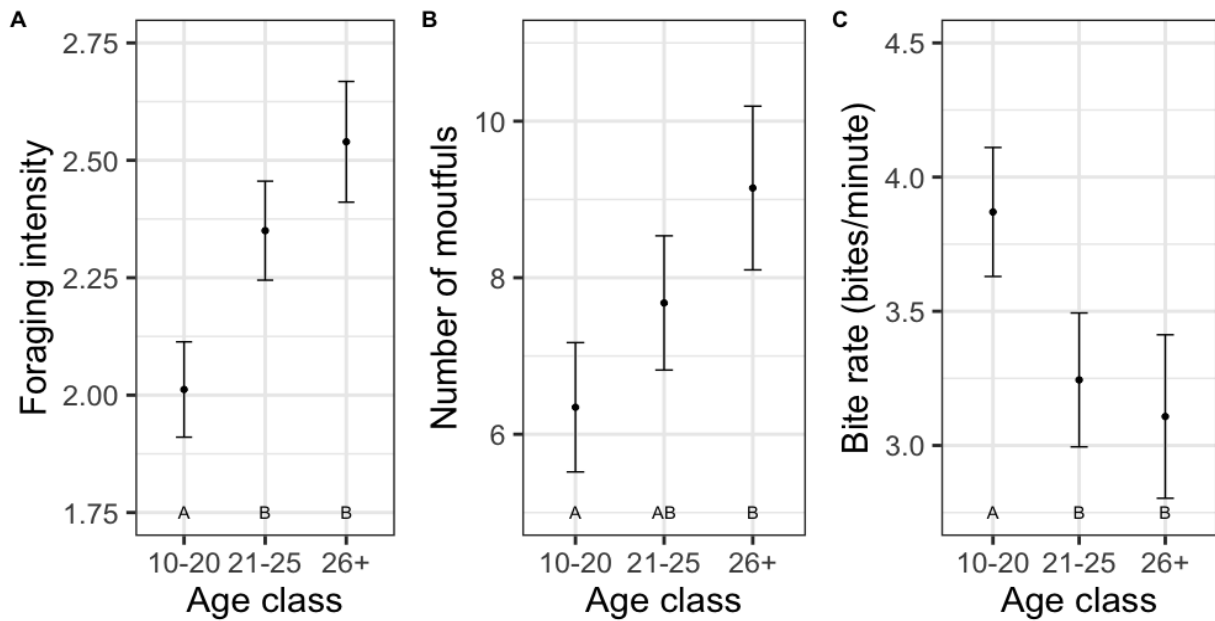 A
2.75
2.50
2.25
2.00
1.75
Foraging intensity
A B B
10-20 21-25 26+
Age class
B
10
8
6
Number of moutfuls
A AB B
10-20 21-25 26+
Age class
C
4.5
4.0
3.5
3.0
Bite rate (bites/minute)
A B B
10-20 21-25 26+
Age class